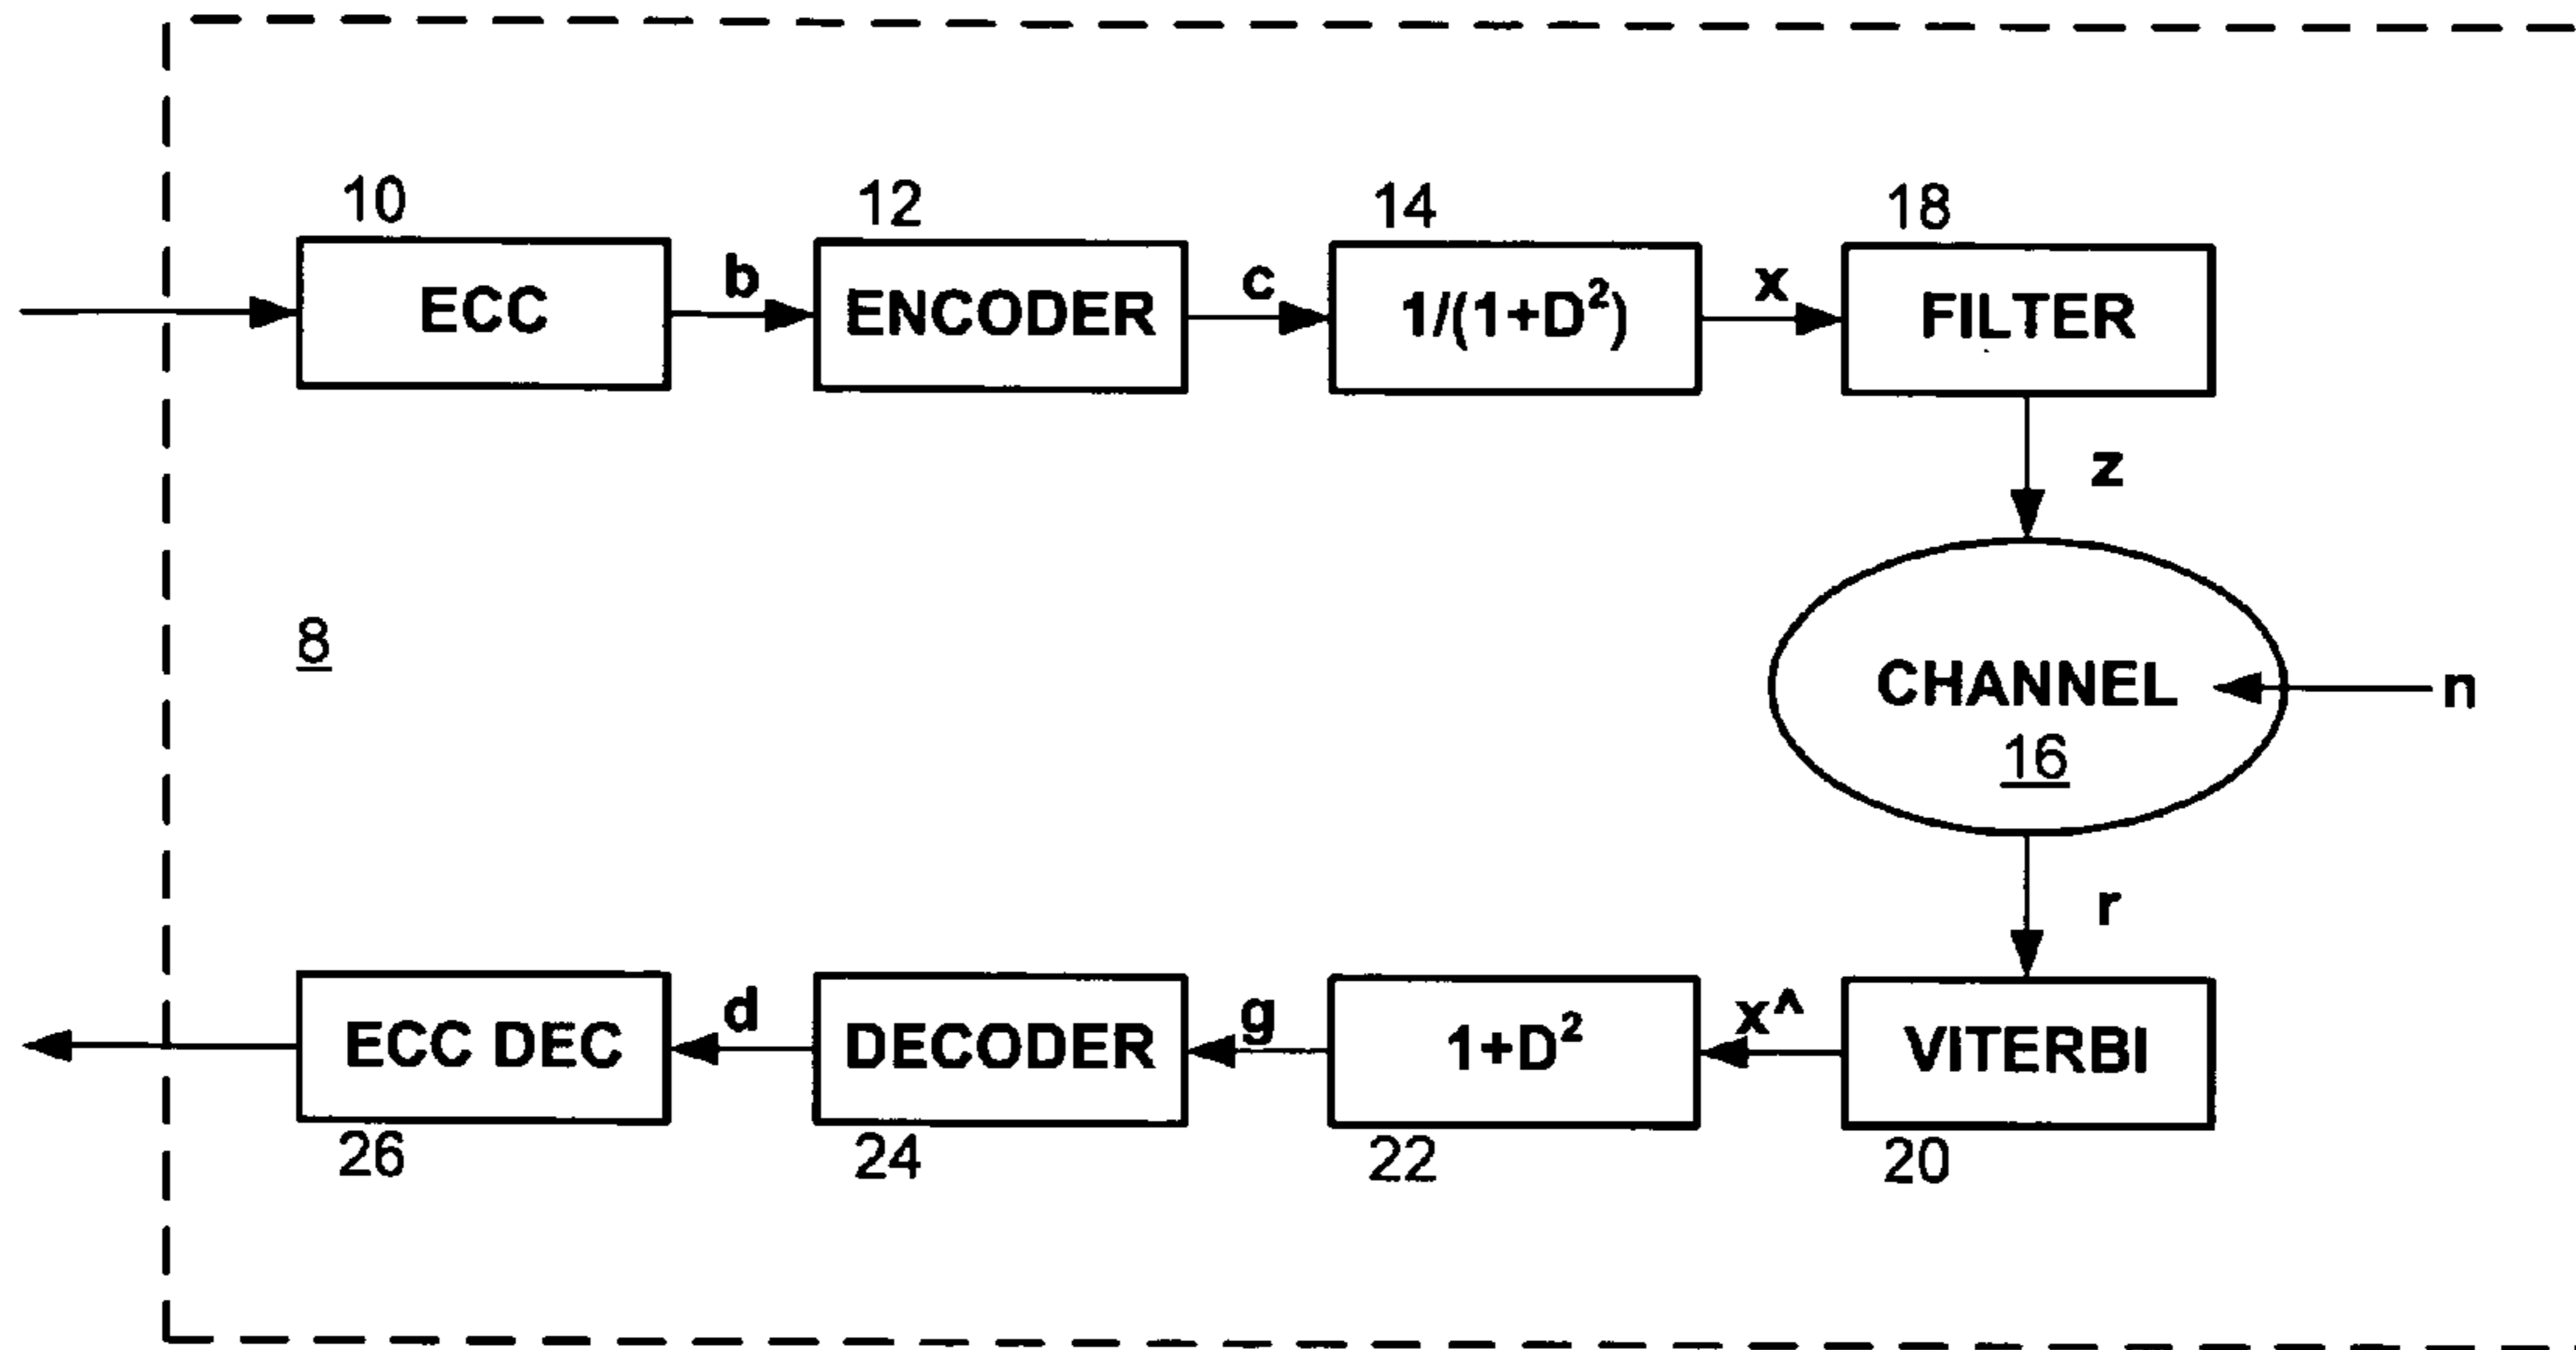 10
12
14
18
ECC
b
ENCODER
c
1/(1+D²)
x
FILTER
z
8
CHANNEL
16
n
r
ECC DEC
d
DECODER
g
1+D²
x^
VITERBI
26
24
22
20